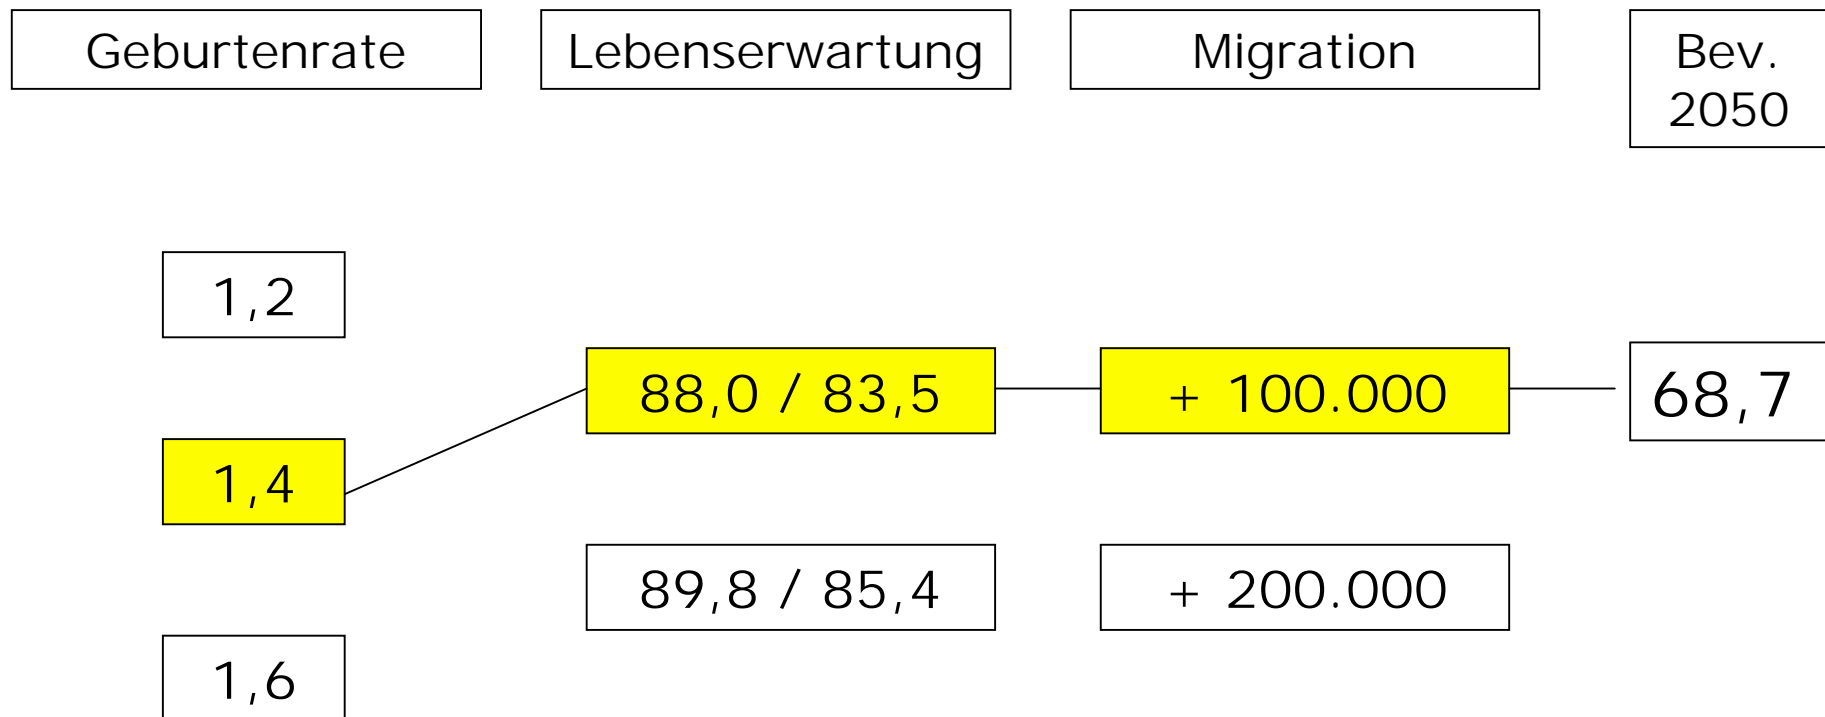 Geburtenrate
Lebenserwartung
Migration
Bev.
2050
1,2
88,0 / 83,5
+ 100.000
68,7
1,4
89,8 / 85,4
+ 200.000
1,6